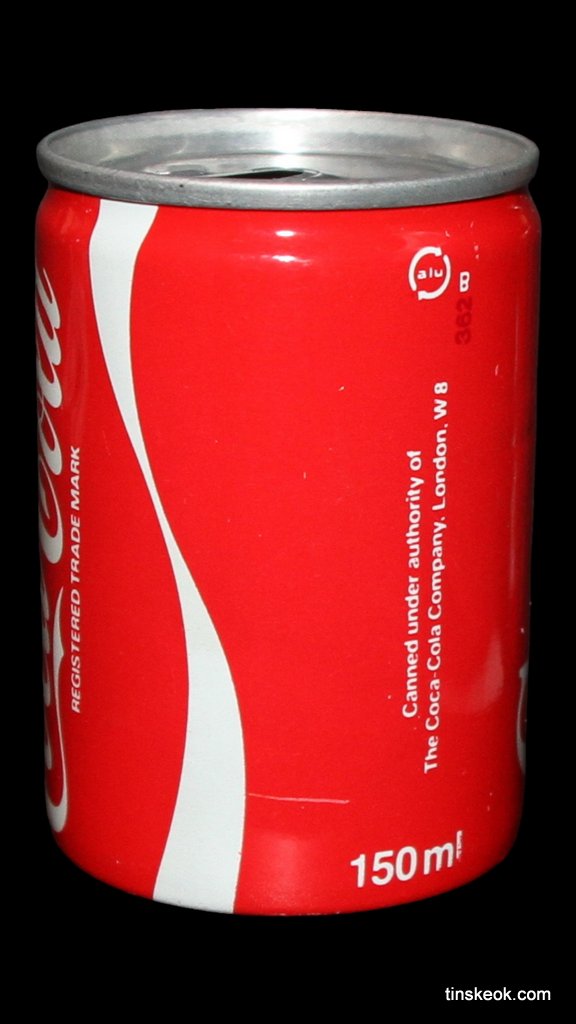 Coca-Cola
REGISTERED TRADE MARK
alu
B
362
Canned under authority of
The Coca-Cola Company. London. W8
150ml
tinskeok.com